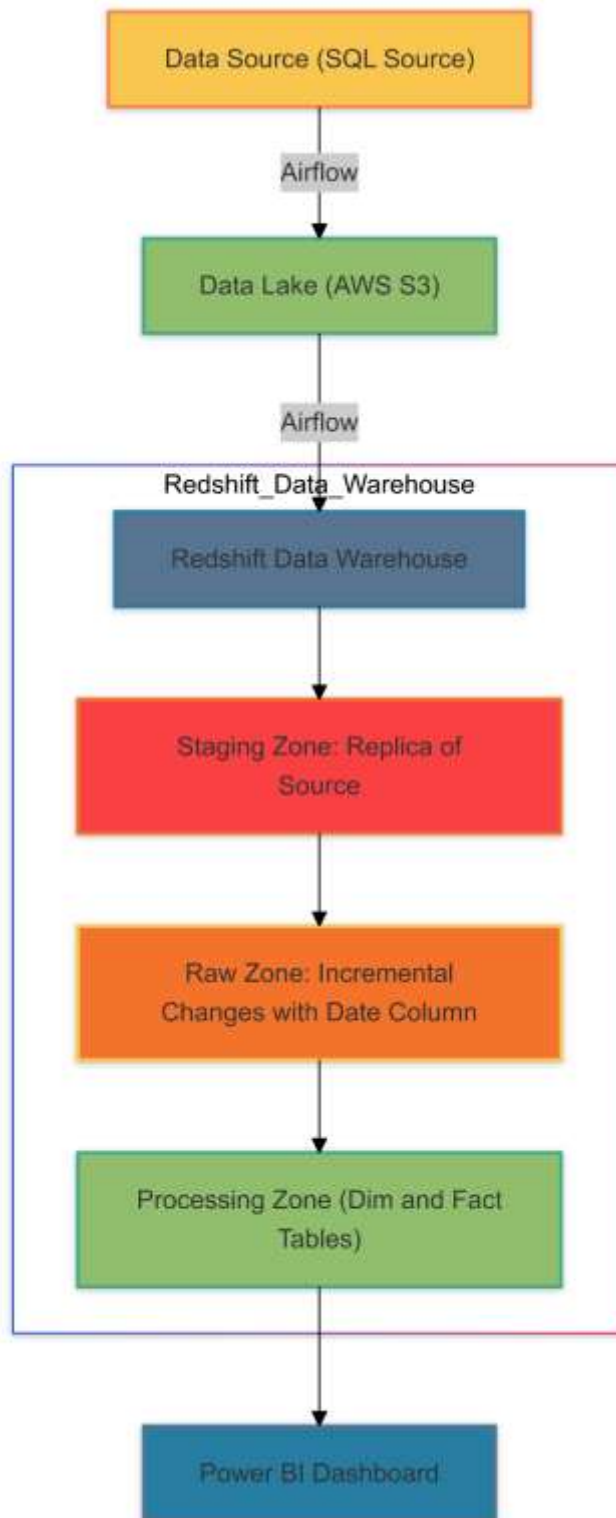 Data Source (SQL Source)
Airflow
Data Lake (AWS S3)
Airflow
Redshift_Data_Warehouse
Redshift Data Warehouse
Staging Zone: Replica of
Source
Raw Zone: Incremental
Changes with Date Column
Processing Zone (Dim and Fact
Tables)
Power BI Dashboard